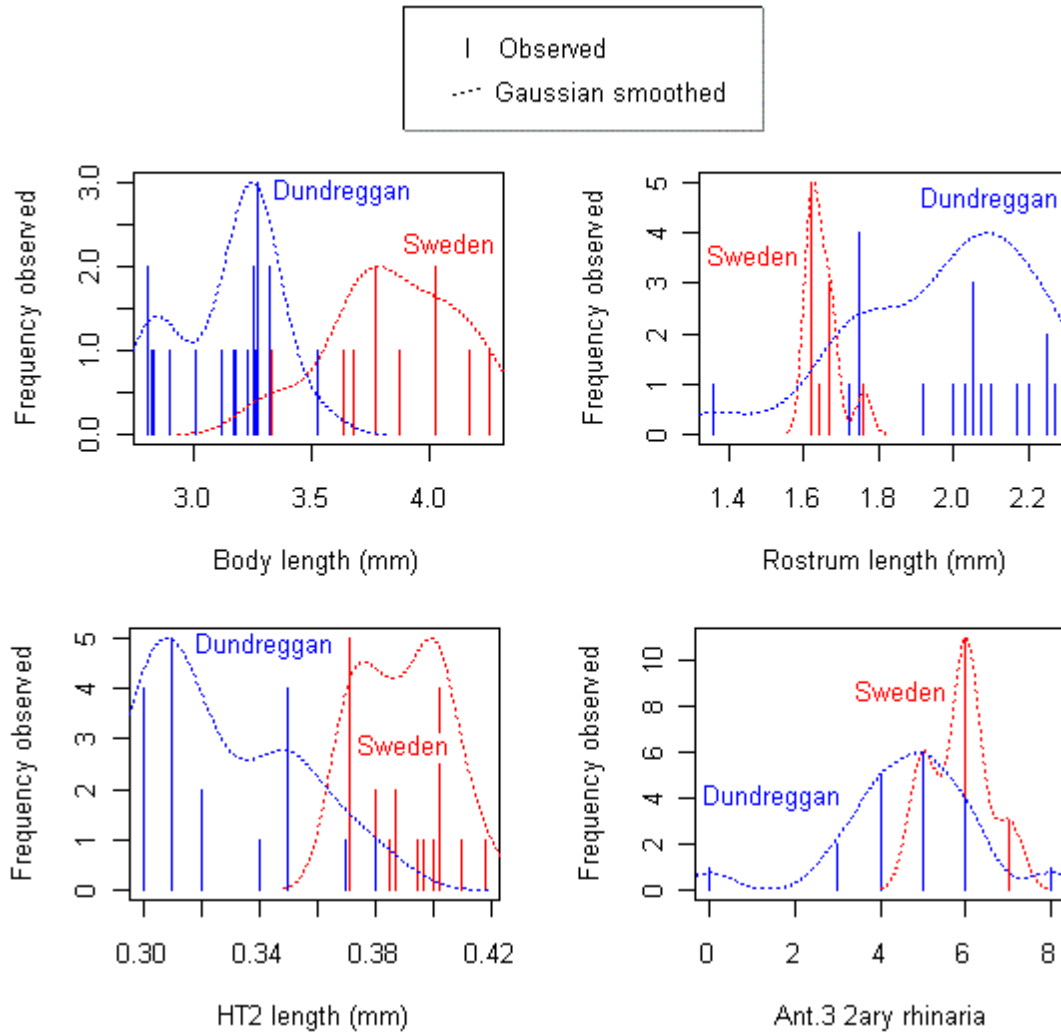 Observed
Gaussian smoothed
Frequency observed
0.0 1.0 2.0 3.0
Dundreggan
Sweden
3.0 3.5 4.0
Body length (mm)
Frequency observed
0 1 2 3 4 5
Dundreggan
Sweden
1.4 1.6 1.8 2.0 2.2
Rostrum length (mm)
Frequency observed
0 1 2 3 4 5
Dundreggan
Sweden
0.30 0.34 0.38 0.42
HT2 length (mm)
Frequency observed
0 2 4 6 8 10
Sweden
Dundreggan
0 2 4 6 8
Ant.3 2ary rhinaria